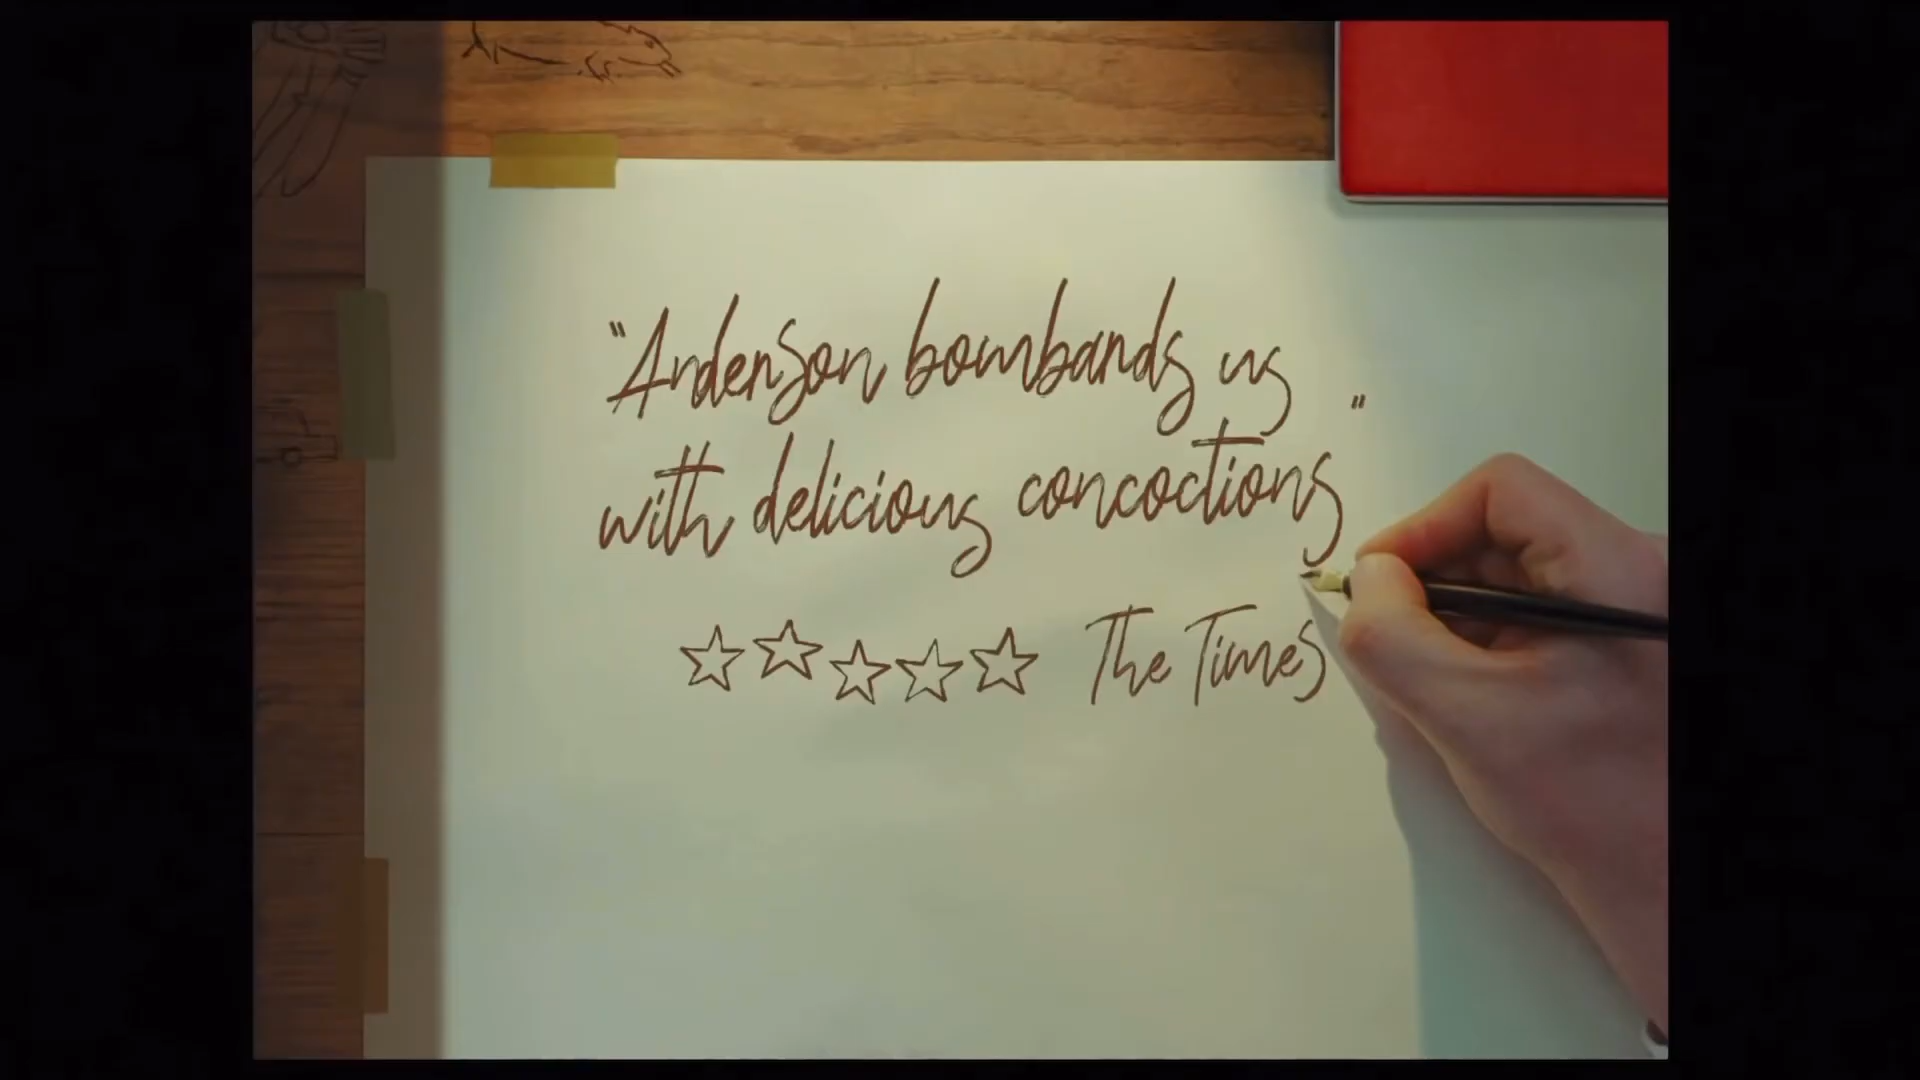 "Anderson bombards us
with delicious concoctions"
☆☆☆☆☆ The Times